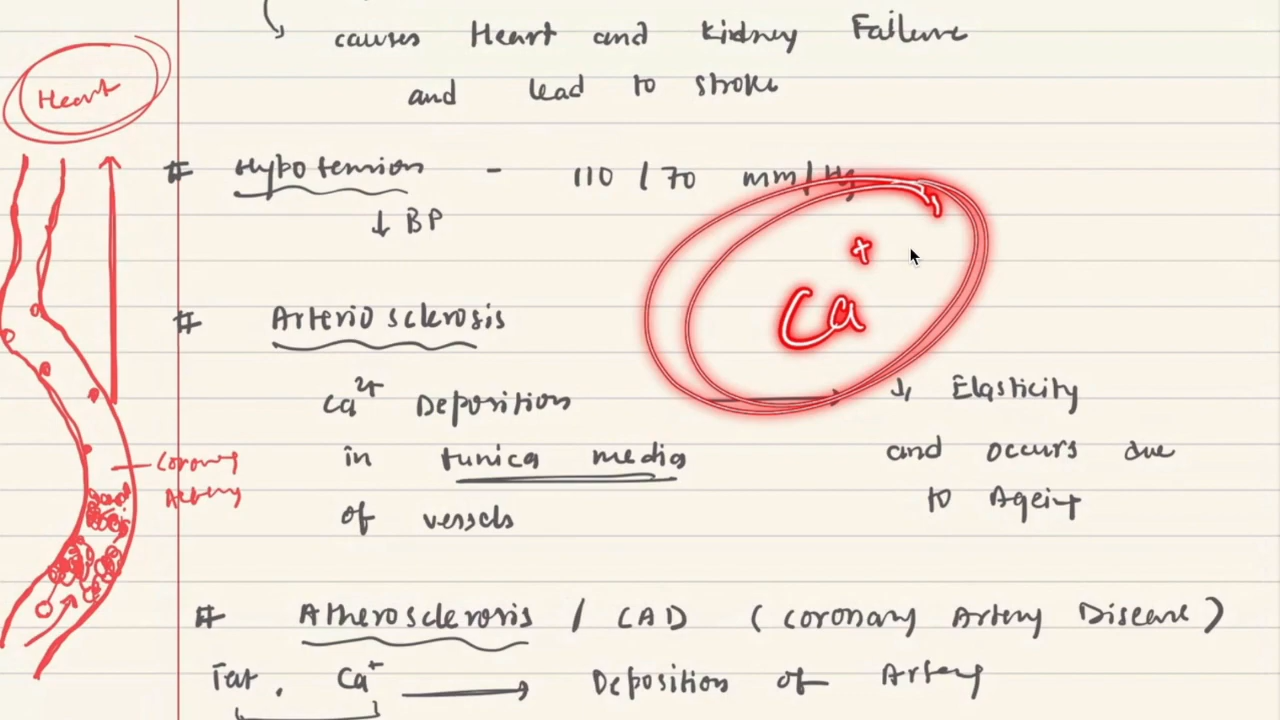 causes Heart and Kidney Failure
and lead to stroke
Heart
# Hypotension - 110 / 70 mm/Hg
↓ BP
Ca+
# Arteriosclerosis
Ca2+ Deposition → ↓ Elasticity
in tunica media and occurs due
of vessels to Ageing
Coronary
Artery
# Atherosclerosis / CAD (Coronary Artery Disease)
Fat, Ca+ → Deposition of Artery